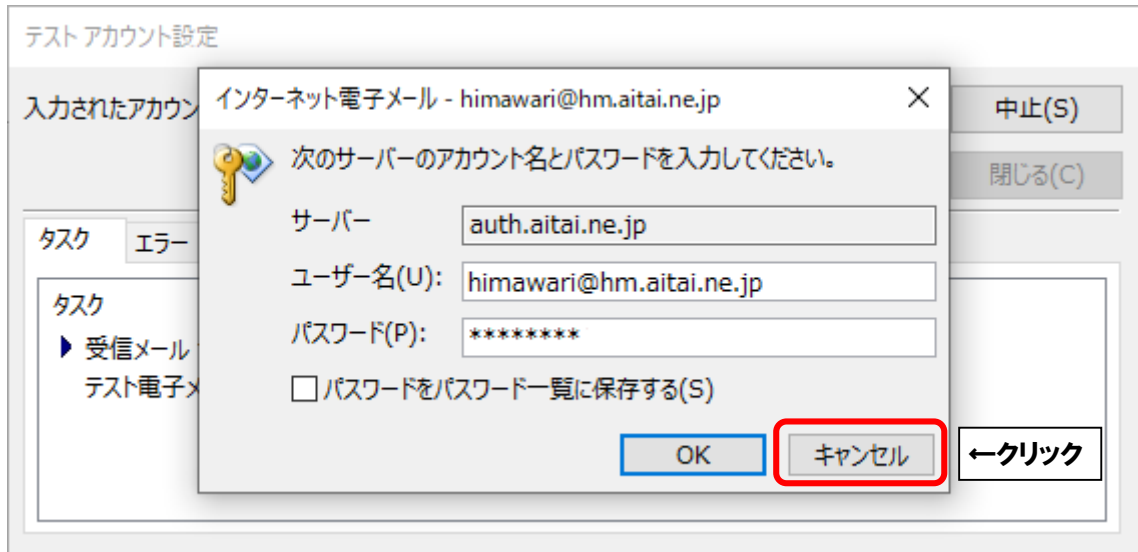 テスト アカウント設定
入力されたアカウン
中止(S)
閉じる(C)
インターネット電子メール - himawari@hm.aitai.ne.jp
次のサーバーのアカウント名とパスワードを入力してください。
サーバー
auth.aitai.ne.jp
ユーザー名(U):
himawari@hm.aitai.ne.jp
パスワード(P):
********
パスワードをパスワード一覧に保存する(S)
OK
キャンセル
←クリック
タスク
エラー
タスク
受信メール
テスト電子メ